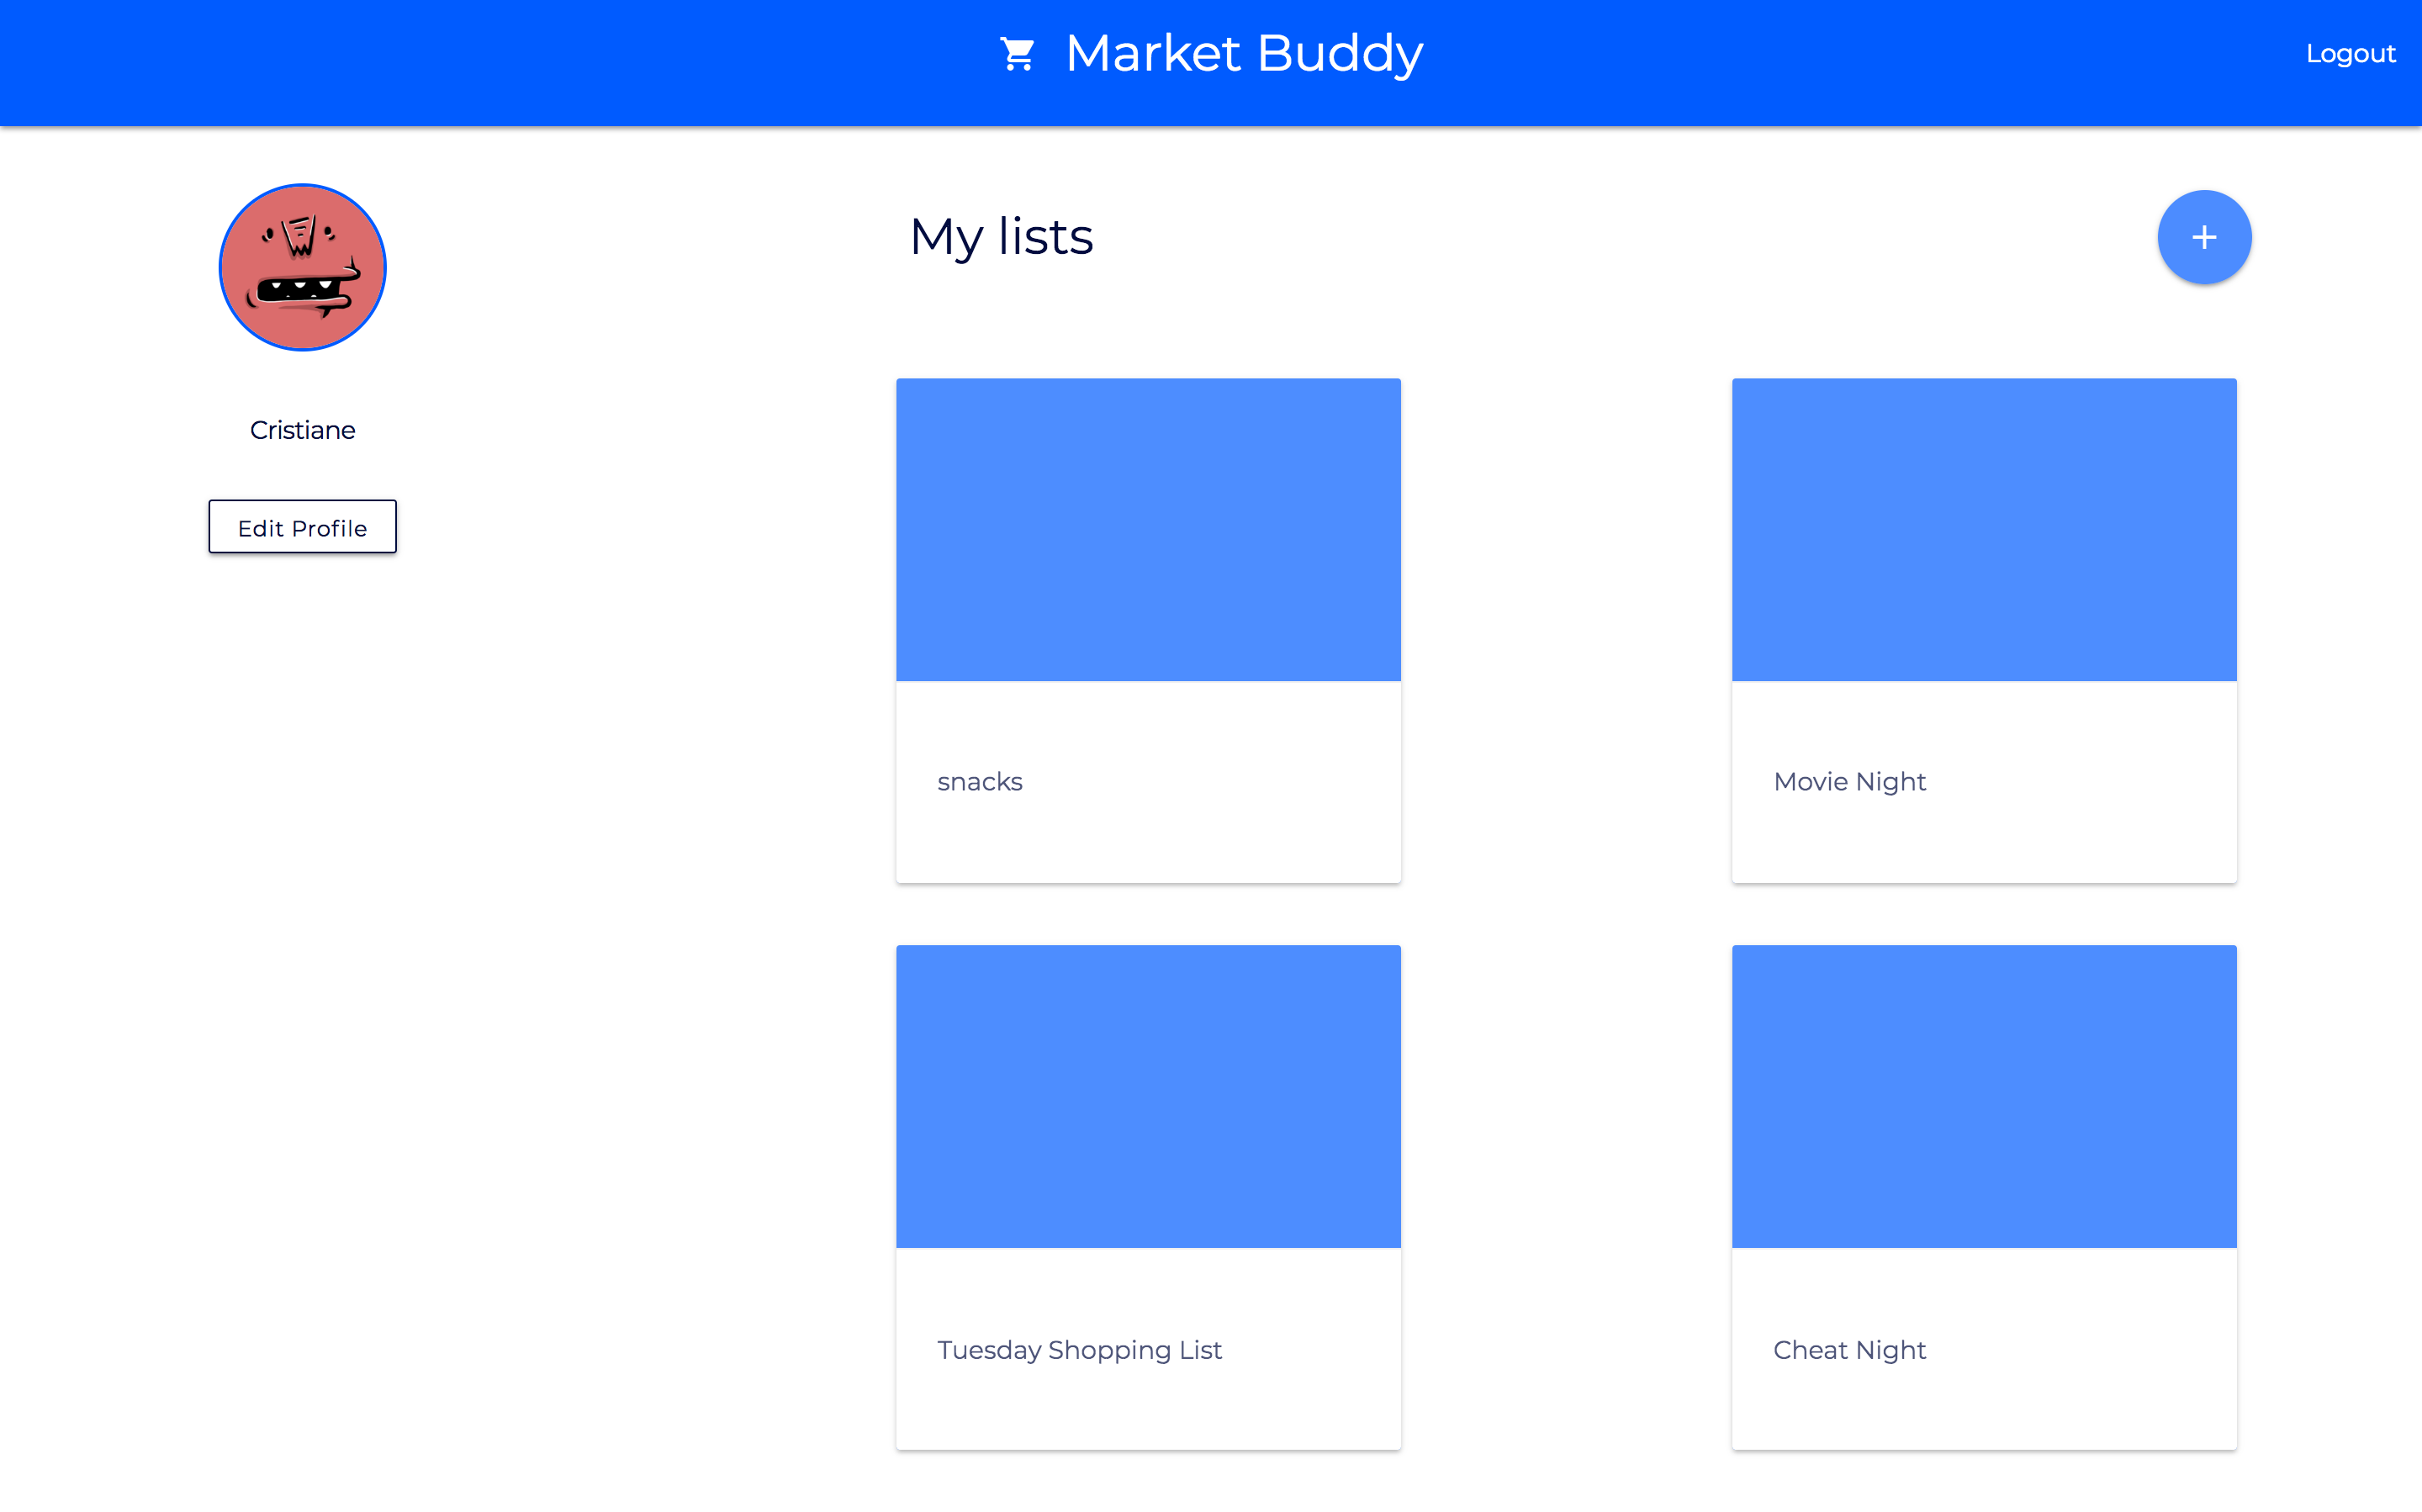 Market Buddy
Logout
My lists
+
Cristiane
Edit Profile
snacks
Movie Night
Tuesday Shopping List
Cheat Night